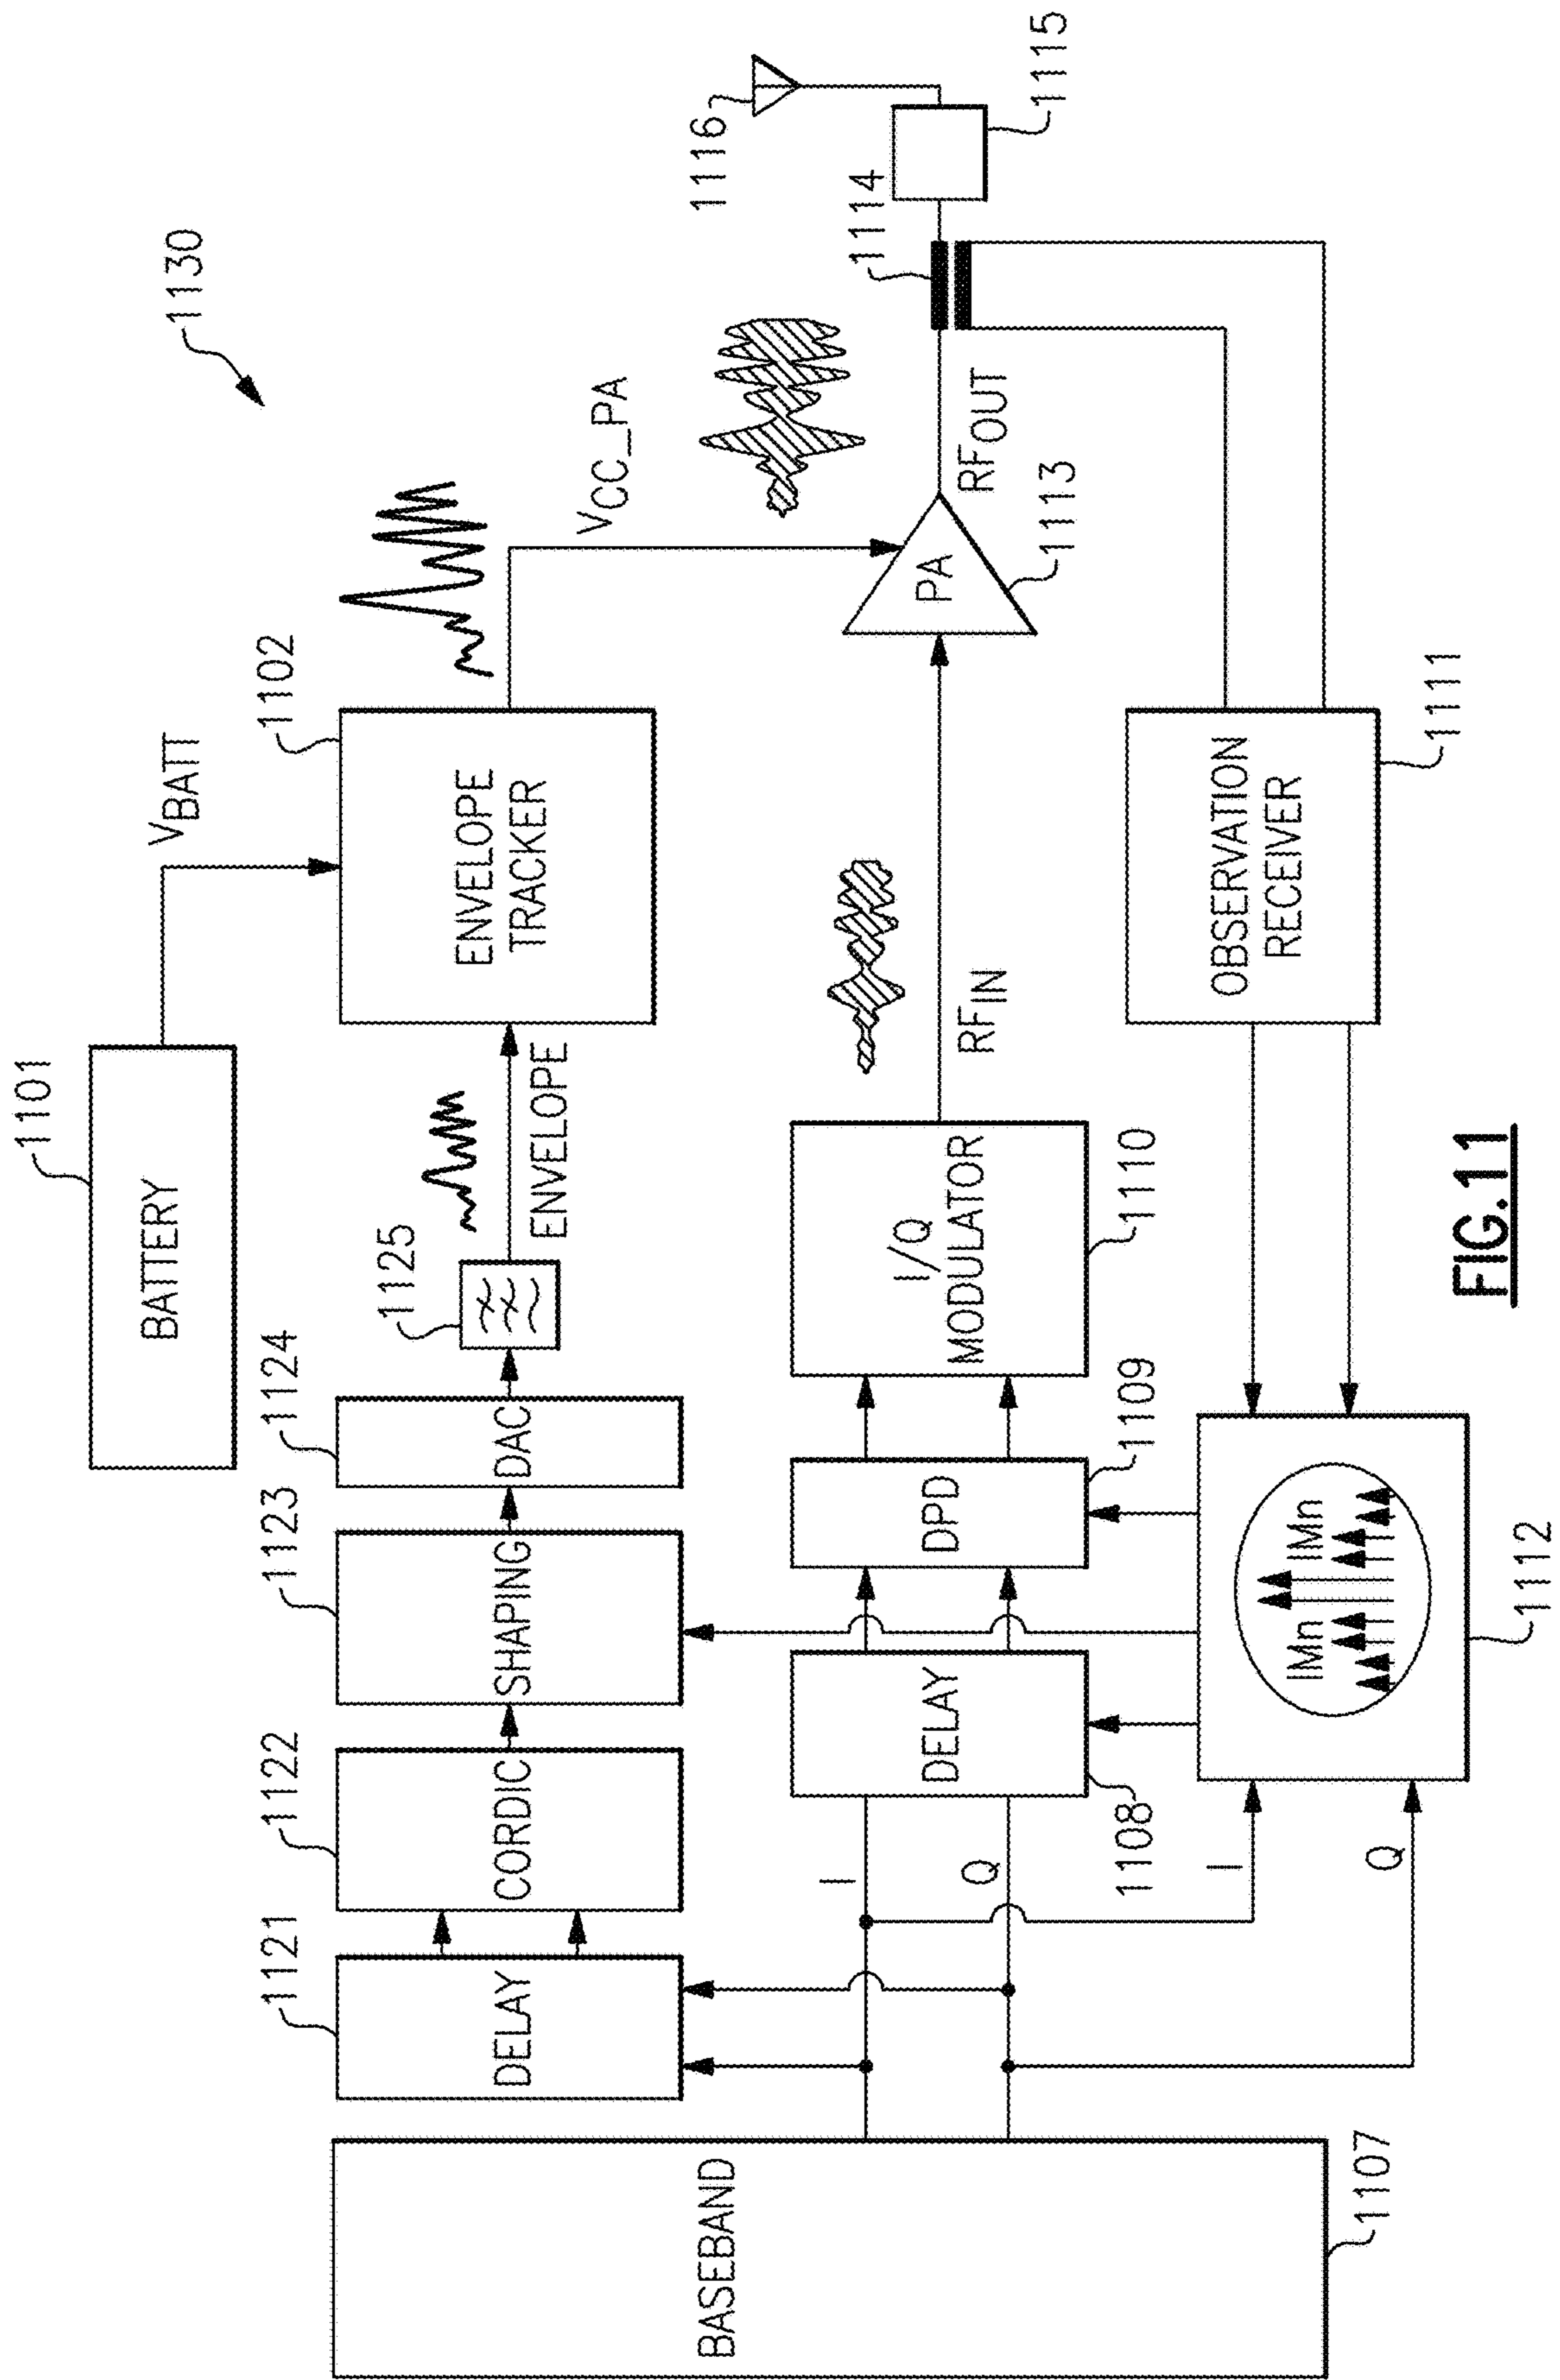 1130
1101
BATTERY
VBATT
1102
ENVELOPE
TRACKER
VCC_PA
1121
DELAY
1122
CORDIC
1123
SHAPING
1124
DAC
1125
ENVELOPE
1116
1114
1115
BASEBAND
1107
I
Q
DELAY
1108
DPD
1109
I/Q
MODULATOR
1110
RFIN
PA
1113
RFOUT
I
Q
IMn
IMn
1112
OBSERVATION
RECEIVER
1111
FIG.11